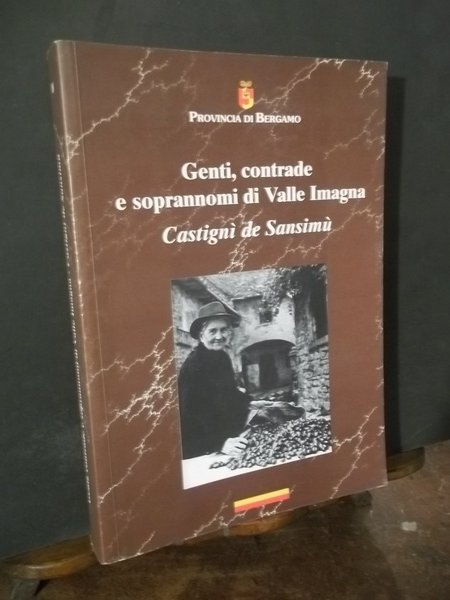 PROVINCIA DI BERGAMO
Genti, contrade
e soprannomi di Valle Imagna
Castignì de Sansimù